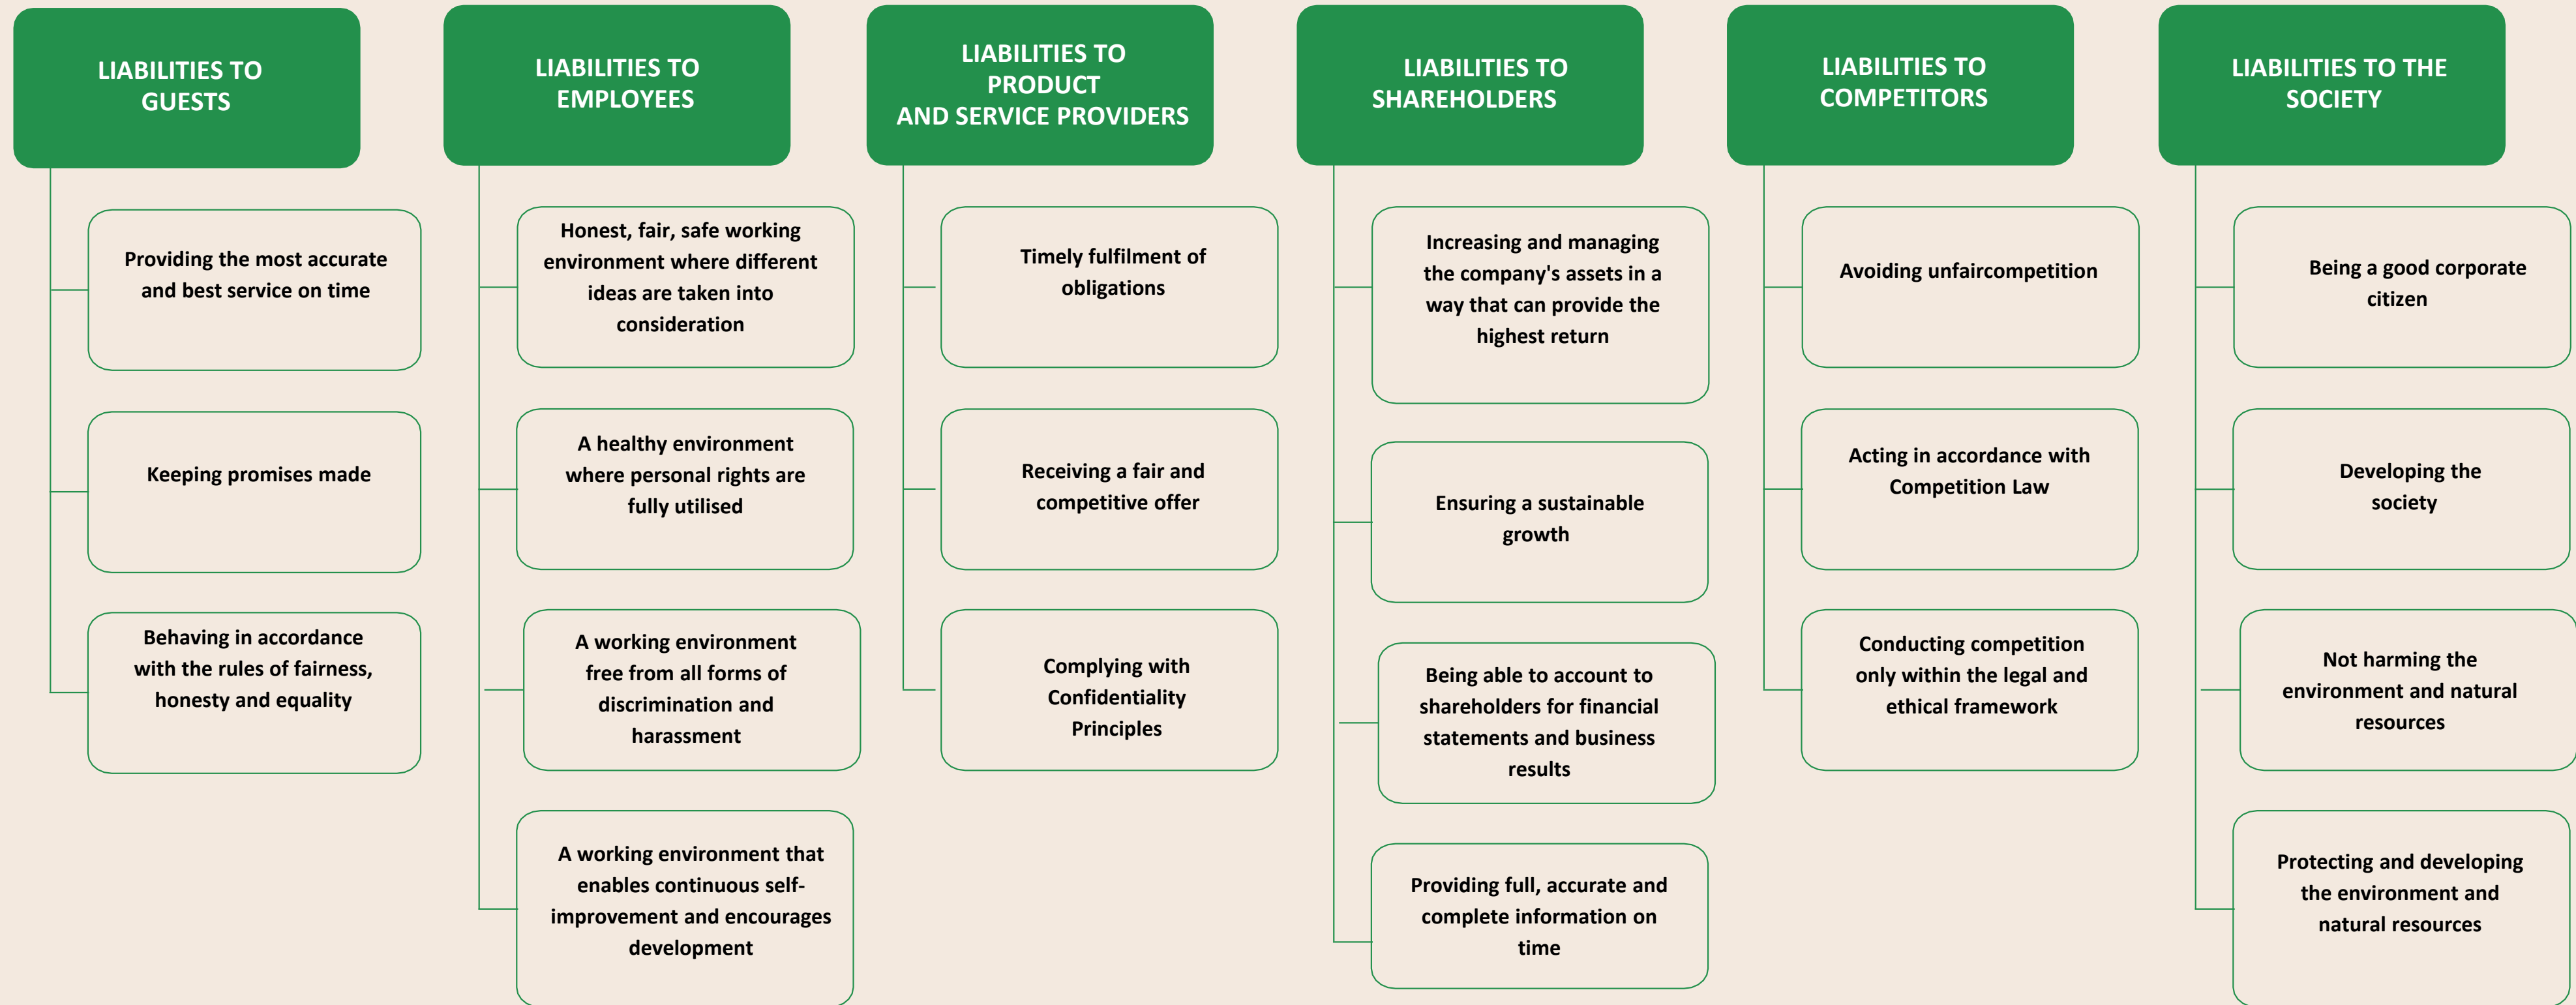 LIABILITIES TO
GUESTS
Providing the most accurate
and best service on time
Keeping promises made
Behaving in accordance
with the rules of fairness,
honesty and equality
LIABILITIES TO
EMPLOYEES
Honest, fair, safe working
environment where different
ideas are taken into
consideration
A healthy environment
where personal rights are
fully utilised
A working environment
free from all forms of
discrimination and
harassment
A working environment that
enables continuous self-
improvement and encourages
development
LIABILITIES TO
PRODUCT
AND SERVICE PROVIDERS
Timely fulfilment of
obligations
Receiving a fair and
competitive offer
Complying with
Confidentiality
Principles
LIABILITIES TO
SHAREHOLDERS
Increasing and managing
the company's assets in a
way that can provide the
highest return
Ensuring a sustainable
growth
Being able to account to
shareholders for financial
statements and business
results
Providing full, accurate and
complete information on
time
LIABILITIES TO
COMPETITORS
Avoiding unfaircompetition
Acting in accordance with
Competition Law
Conducting competition
only within the legal and
ethical framework
LIABILITIES TO THE
SOCIETY
Being a good corporate
citizen
Developing the
society
Not harming the
environment and natural
resources
Protecting and developing
the environment and
natural resources